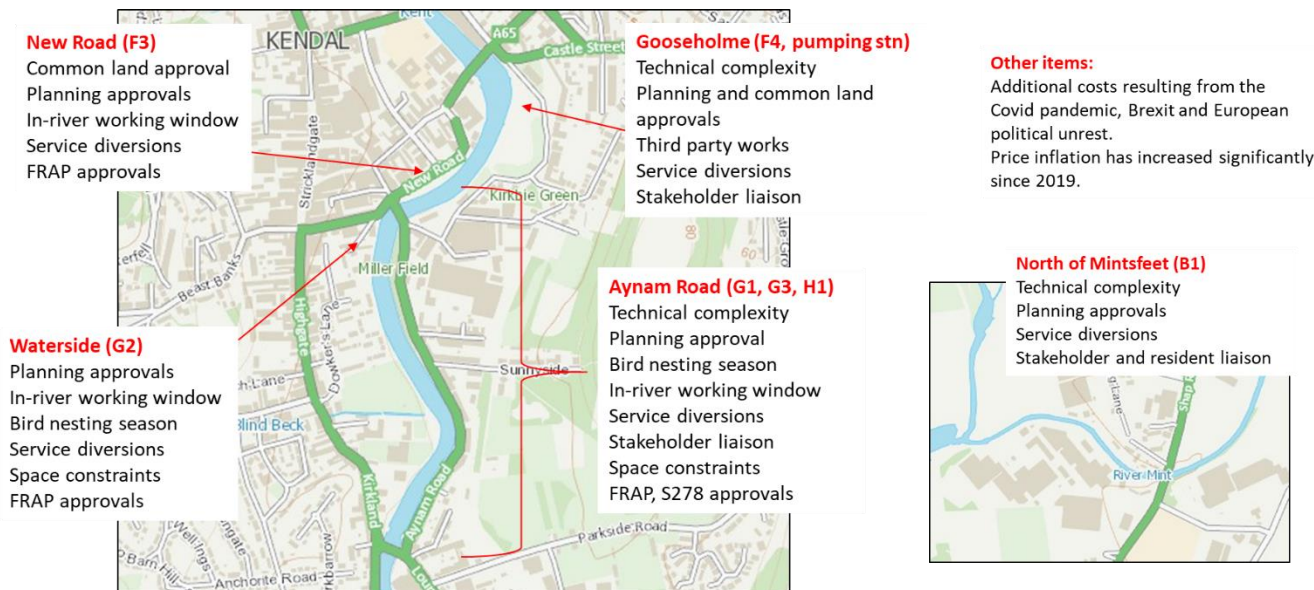 New Road (F3)
Common land approval
Planning approvals
In-river working window
Service diversions
FRAP approvals
Waterside (G2)
Planning approvals
In-river working window
Bird nesting season
Service diversions
Space constraints
FRAP approvals
KENDAL
Kent
A65
Castle Street
Stricklandgate
New Road
Kirkbie Green
Miller Field
Beast Banks
Highgate
Dowker's Lane
Sunnyside
Blind Beck
Kirkland
Aynam Road
Parkside Road
Anchorite Road
80
60
Gooseholme (F4, pumping stn)
Technical complexity
Planning and common land
approvals
Third party works
Service diversions
Stakeholder liaison
Aynam Road (G1, G3, H1)
Technical complexity
Planning approval
Bird nesting season
In-river working window
Service diversions
Stakeholder liaison
Space constraints
FRAP, S278 approvals
Other items:
Additional costs resulting from the
Covid pandemic, Brexit and European
political unrest.
Price inflation has increased significantly
since 2019.
North of Mintsfeet (B1)
Technical complexity
Planning approvals
Service diversions
Stakeholder and resident liaison
River Mint